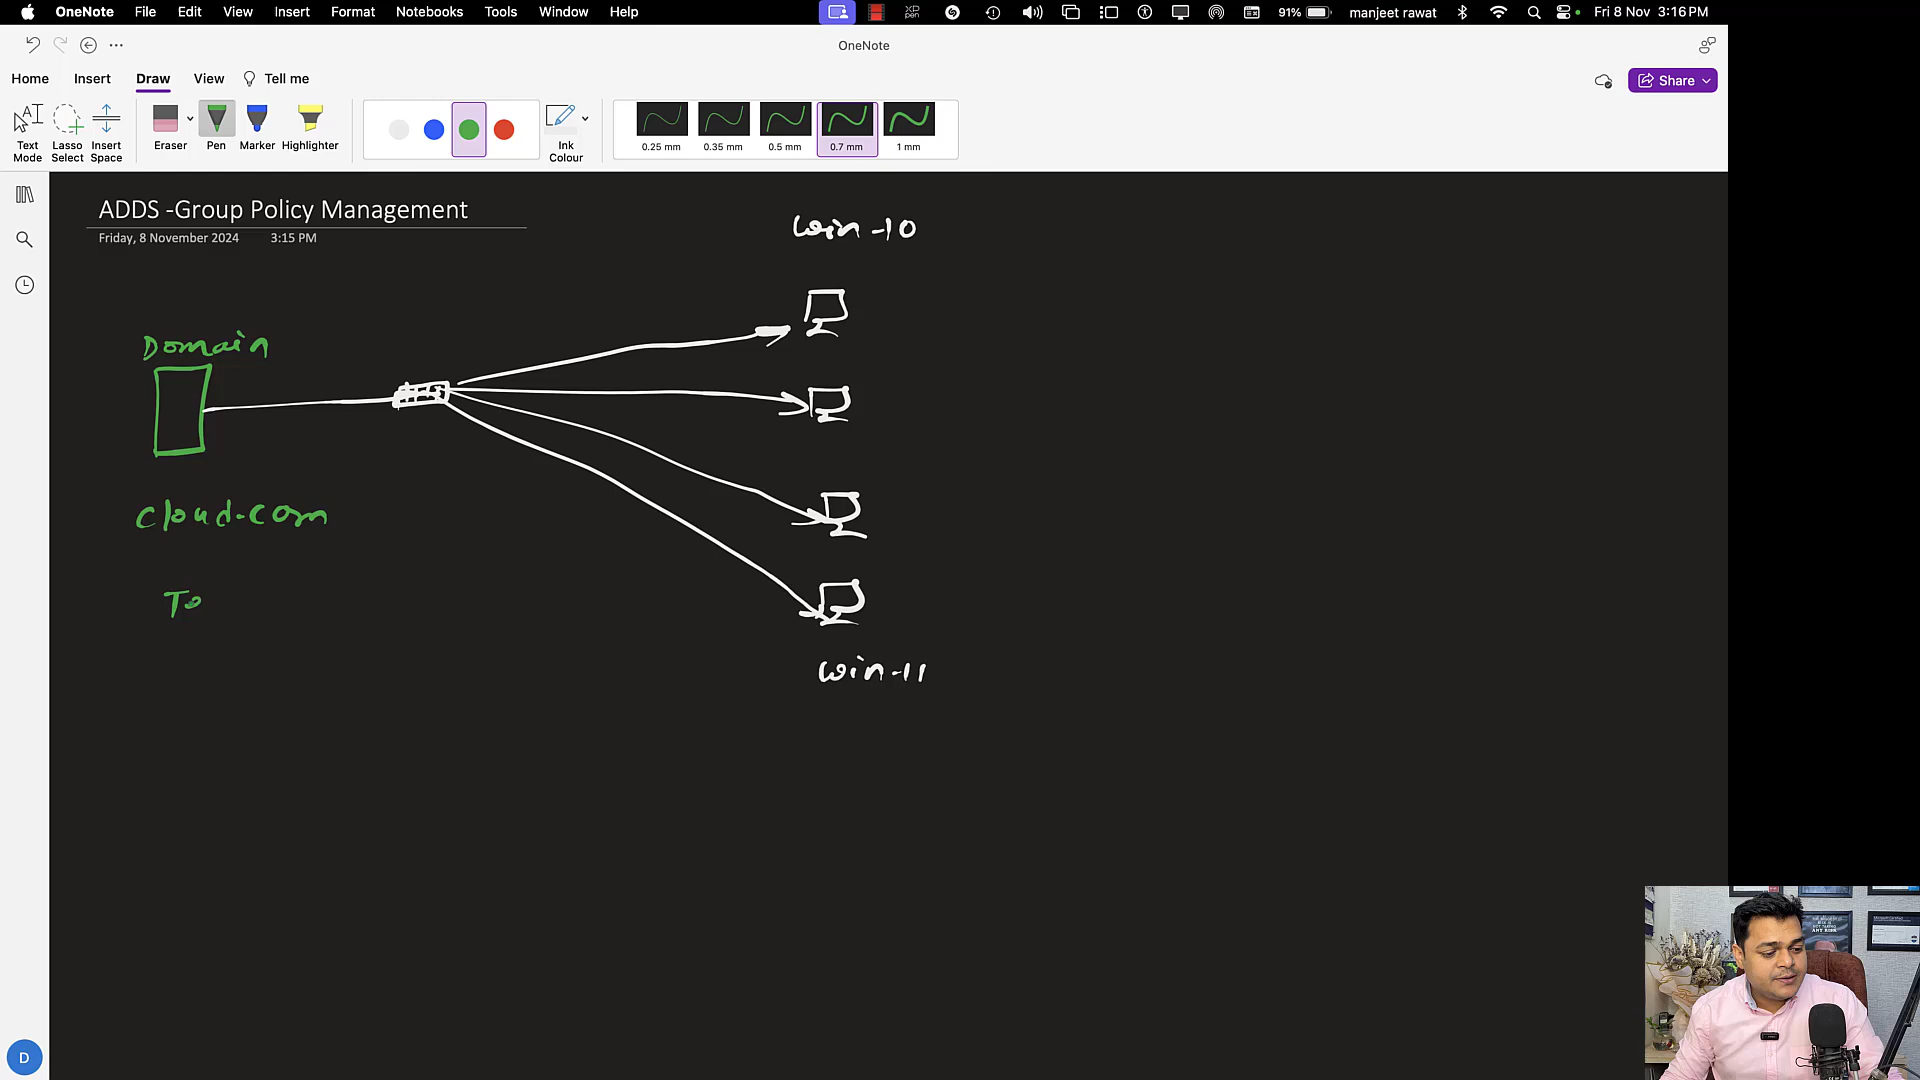 OneNote File Edit View Insert Format Notebooks Tools Window Help 91% manjeet rawat Fri 8 Nov 3:16 PM
OneNote
Home Insert Draw View Tell me Share
Text Mode Lasso Select Insert Space Eraser Pen Marker Highlighter Ink Colour 0.25 mm 0.35 mm 0.5 mm 0.7 mm 1 mm
ADDS -Group Policy Management
Friday, 8 November 2024 3:15 PM
win-10
Domain
Cloud.com
To
win-11
D